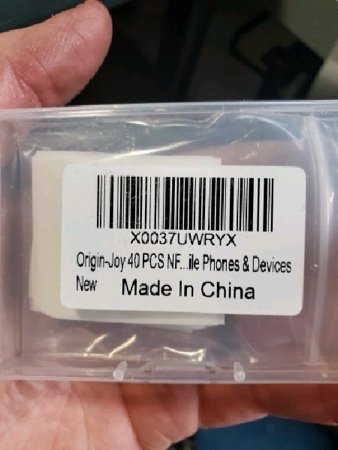 X0037UWRYX
Origin-Joy 40 PCS NF...ile Phones & Devices
New Made In China